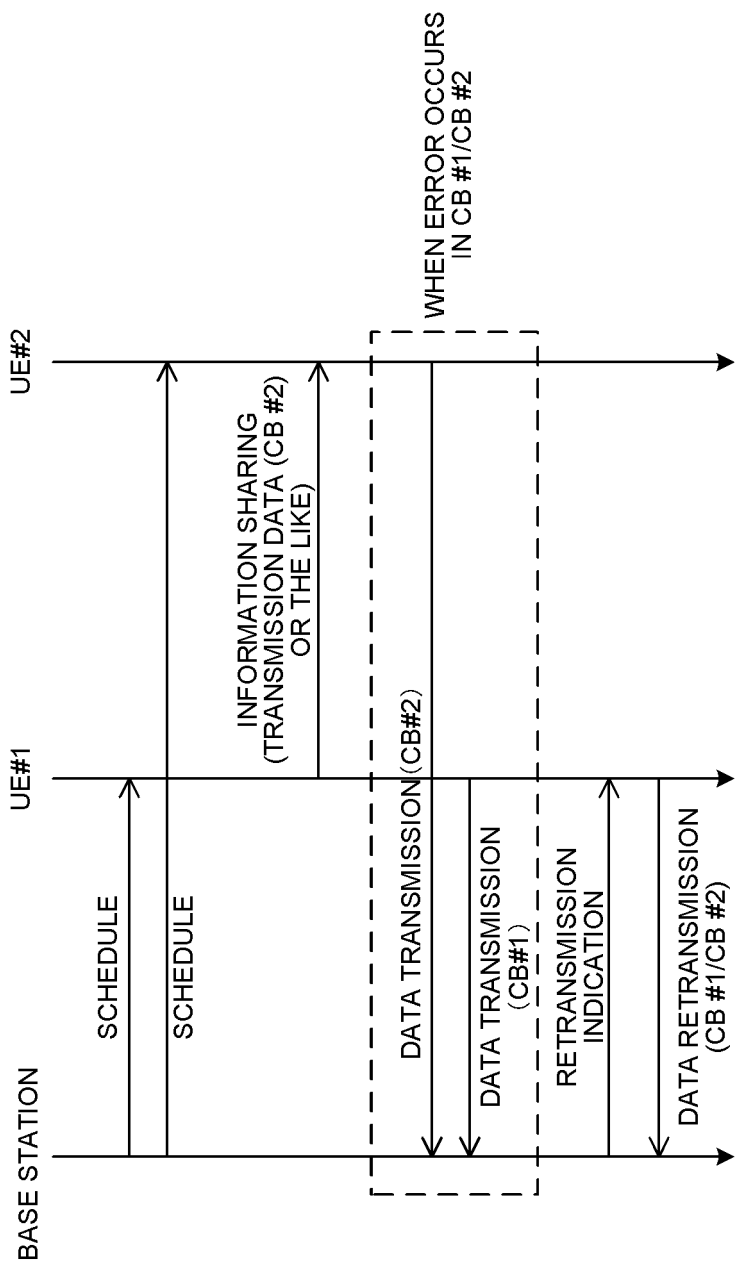 BASE STATION
UE#1
UE#2
SCHEDULE
SCHEDULE
INFORMATION SHARING
(TRANSMISSION DATA (CB #2)
OR THE LIKE)
WHEN ERROR OCCURS
IN CB #1/CB #2
DATA TRANSMISSION (CB#2)
DATA TRANSMISSION
(CB#1)
RETRANSMISSION
INDICATION
DATA RETRANSMISSION
(CB #1/CB #2)